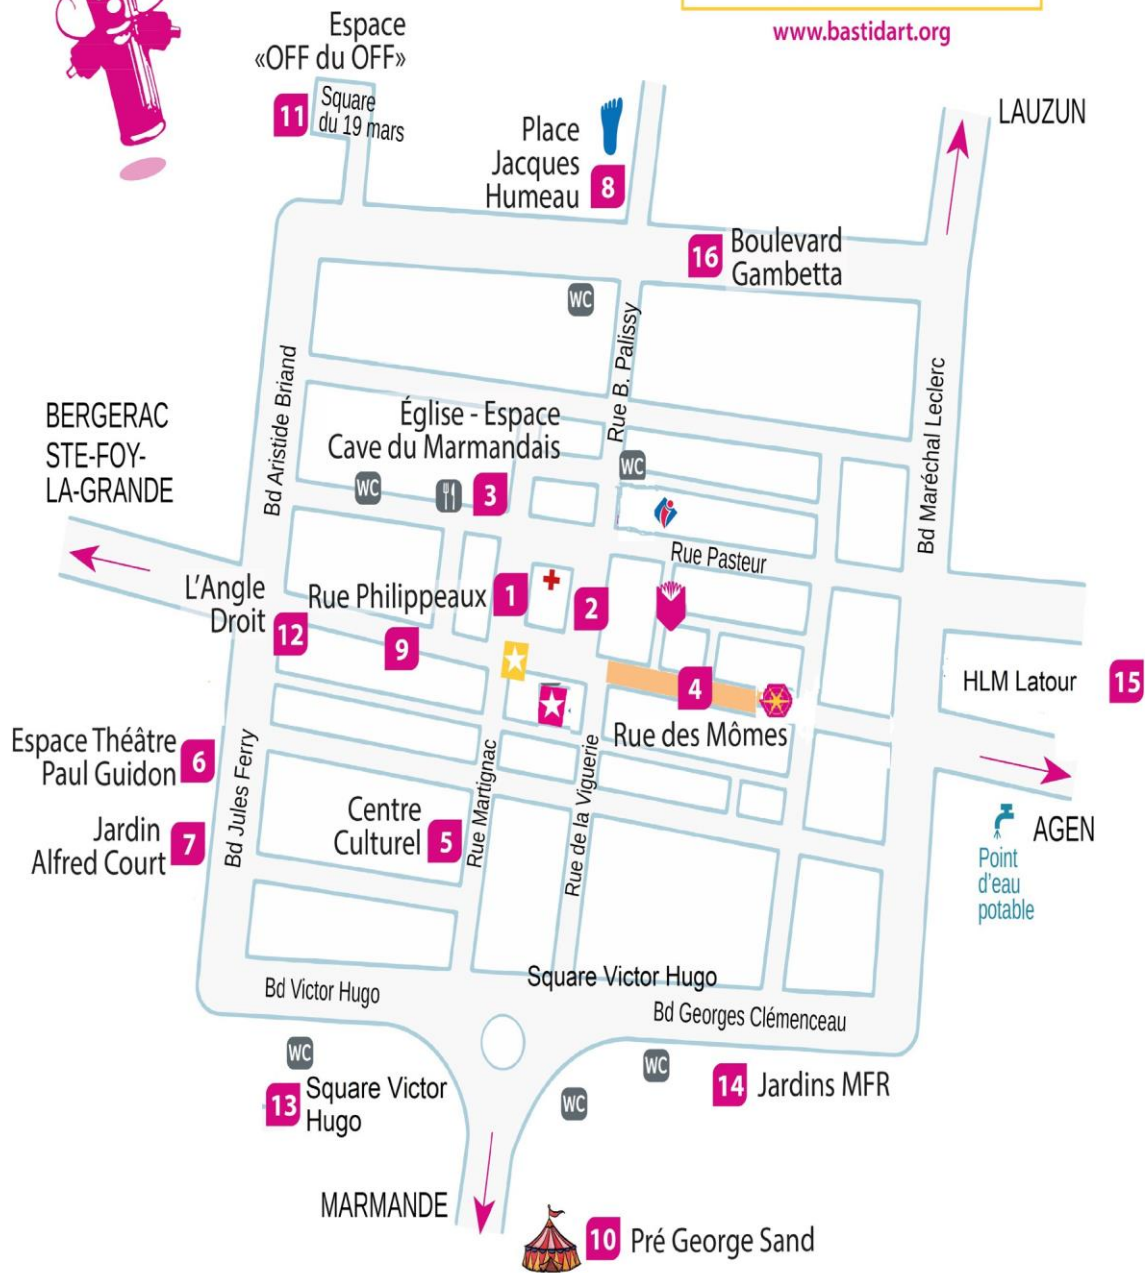 www.bastidart.org
Espace
«OFF du OFF»
11
Square
du 19 mars
Place
Jacques
Humeau
8
LAUZUN
16
Boulevard
Gambetta
WC
Rue B. Palissy
Bd Aristide Briand
Bd Maréchal Leclerc
BERGERAC
STE-FOY-
LA-GRANDE
Église - Espace
Cave du Marmandais
WC
3
WC
Rue Pasteur
L'Angle
Droit
12
Rue Philippeaux
1
2
9
4
Rue des Mômes
HLM Latour
15
Espace Théâtre
Paul Guidon
6
Jardin
Alfred Court
7
Bd Jules Ferry
Centre
Culturel
5
Rue Martignac
Rue de la Viguerie
AGEN
Point
d'eau
potable
Bd Victor Hugo
Square Victor Hugo
Bd Georges Clémenceau
WC
13
Square Victor
Hugo
WC
WC
14
Jardins MFR
MARMANDE
10
Pré George Sand